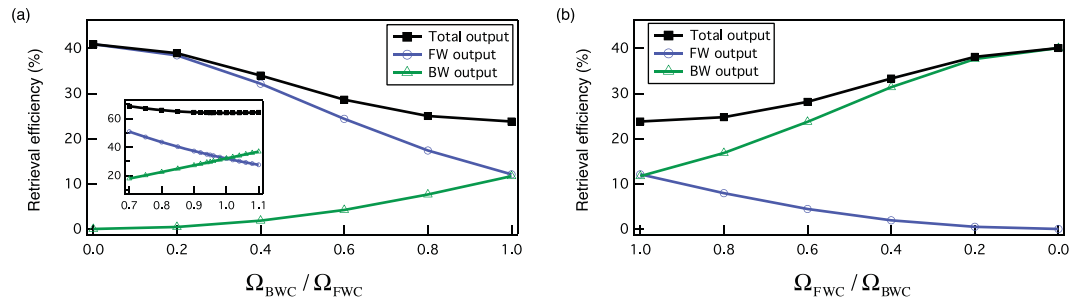 (a)
Retrieval efficiency (%)
40
30
20
10
0
Total output
FW output
BW output
60
40
20
0.7 0.8 0.9 1.0 1.1
0.0 0.2 0.4 0.6 0.8 1.0
Ω_BWC / Ω_FWC
(b)
Retrieval efficiency (%)
40
30
20
10
0
Total output
FW output
BW output
1.0 0.8 0.6 0.4 0.2 0.0
Ω_FWC / Ω_BWC